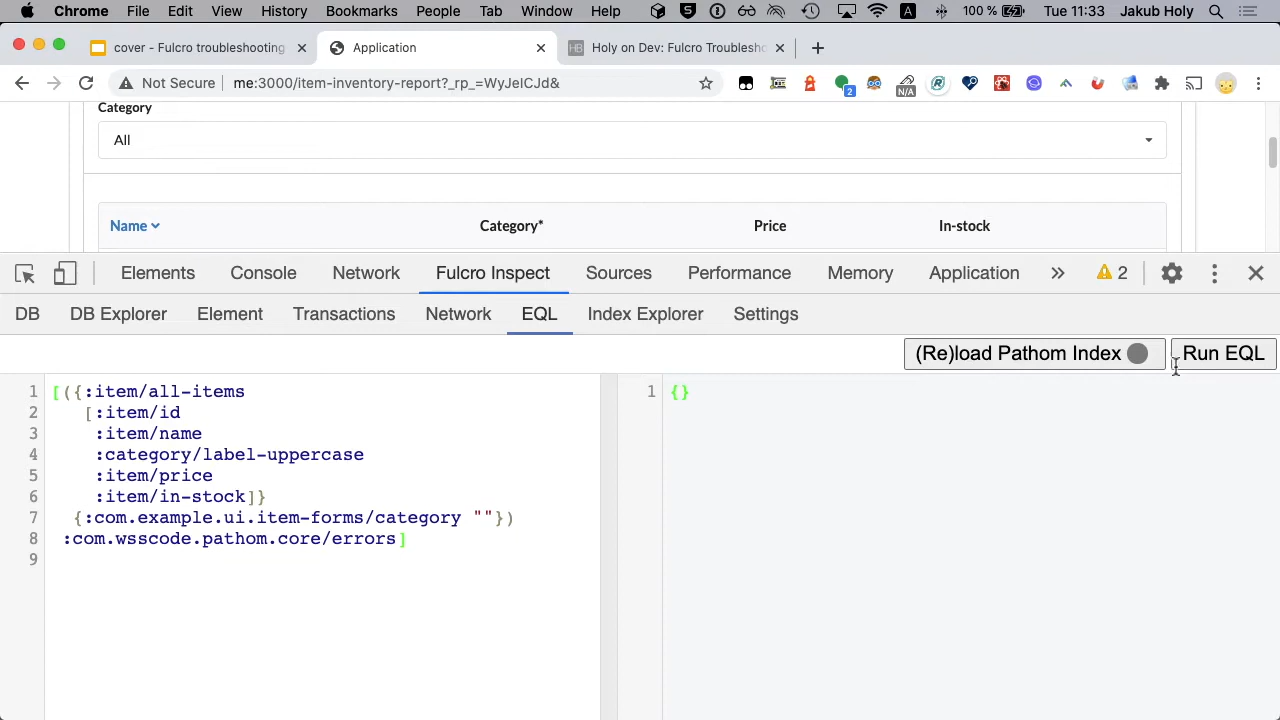 Chrome File Edit View History Bookmarks People Tab Window Help 100 % Tue 11:33 Jakub Holy
cover - Fulcro troubleshooting
Application
Holy on Dev: Fulcro Troublesh
Not Secure me:3000/item-inventory-report?_rp_=WyJeICJd&
2
N/A
Category
All
Name Category* Price In-stock
Elements Console Network Fulcro Inspect Sources Performance Memory Application 2
DB DB Explorer Element Transactions Network EQL Index Explorer Settings
(Re)load Pathom Index Run EQL
1 [({:item/all-items
2 [:item/id
3 :item/name
4 :category/label-uppercase
5 :item/price
6 :item/in-stock]}
7 {:com.example.ui.item-forms/category ""})
8 :com.wsscode.pathom.core/errors]
9
1 {}